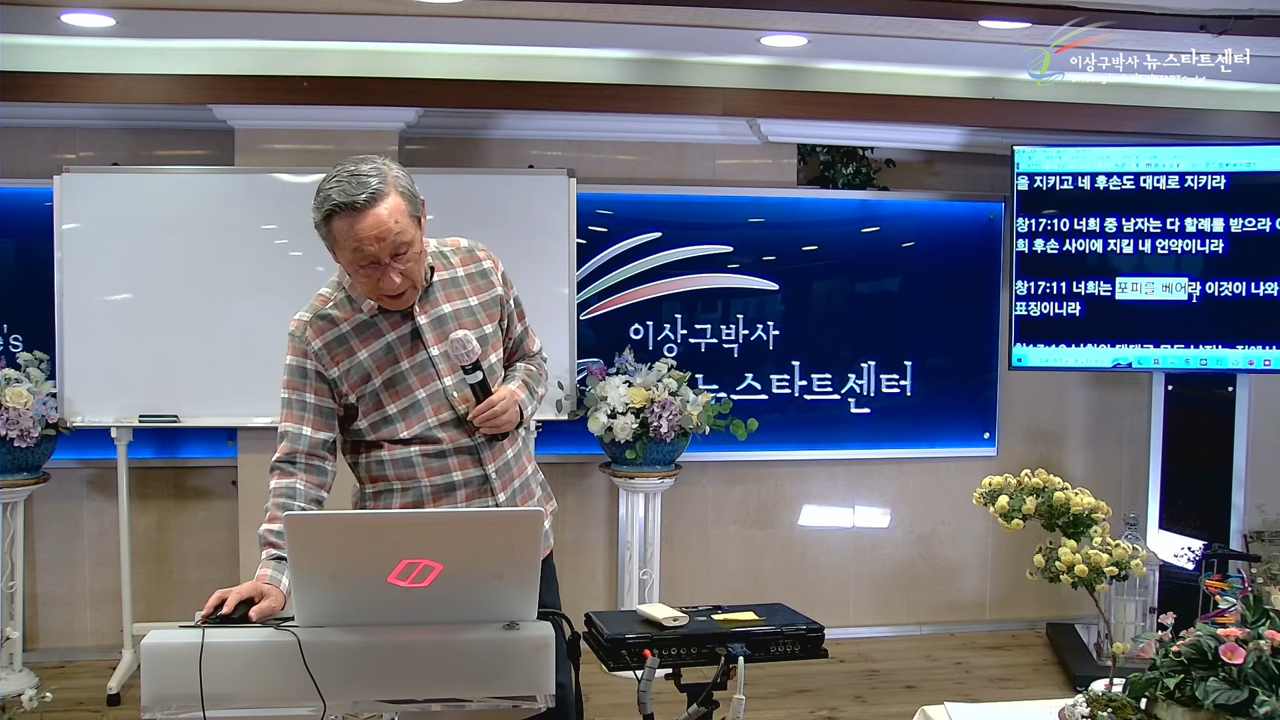 이상구박사 뉴스타트센터
을 지키고 네 후손도 대대로 지키라
창17:10 너희 중 남자는 다 할례를 받으라 이
희 후손 사이에 지킬 내 언약이니라
창17:11 너희는 포피를 베어라 이것이 나와
표징이니라
e's
이상구박사
뉴스타트센터